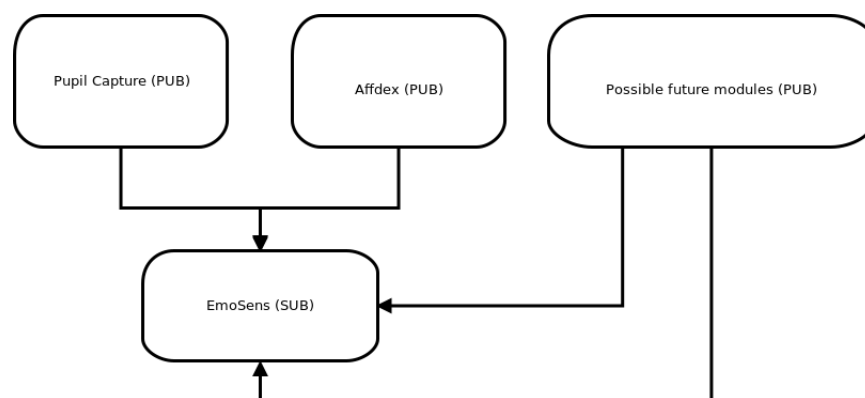 Pupil Capture (PUB)
Affdex (PUB)
Possible future modules (PUB)
EmoSens (SUB)